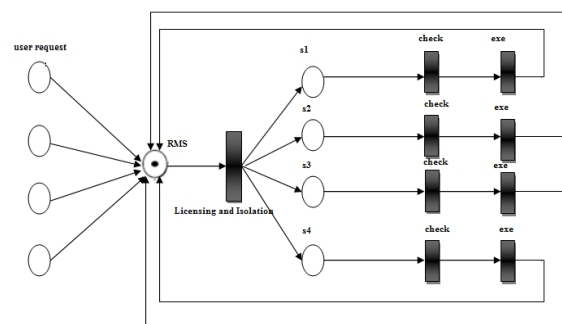 user request
RMS
Licensing and Isolation
s1
check
exe
s2
check
exe
s3
check
exe
s4
check
exe